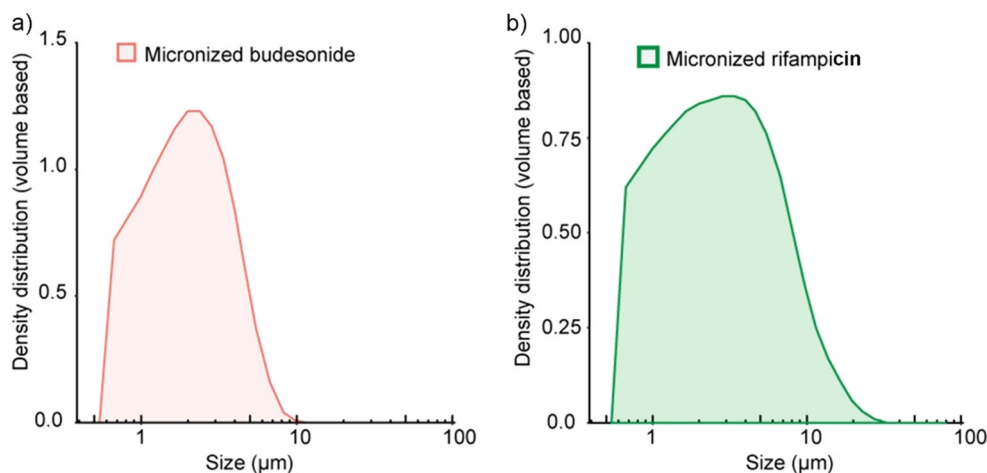 a)
1.5
Micronized budesonide
1.0
0.5
0.0
Density distribution (volume based)
1
10
100
Size (µm)
b)
1.00
Micronized rifampicin
0.75
0.50
0.25
0.00
Density distribution (volume based)
1
10
100
Size (µm)